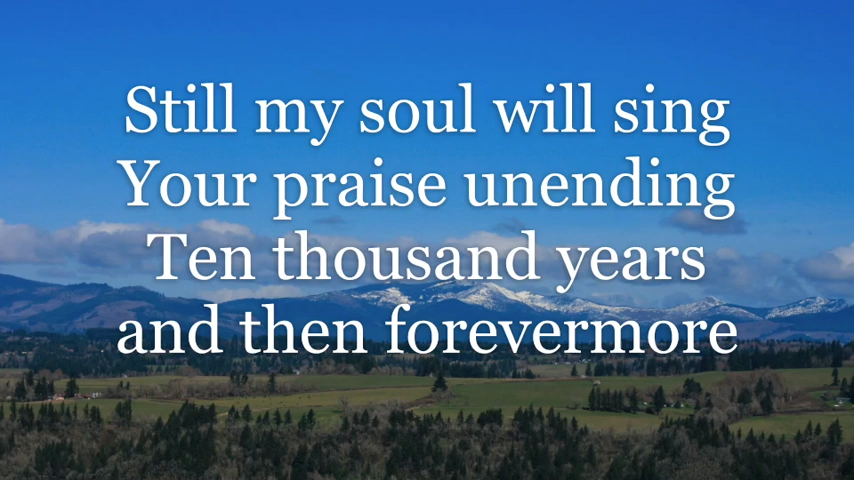 Still my soul will sing
Your praise unending
Ten thousand years
and then forevermore